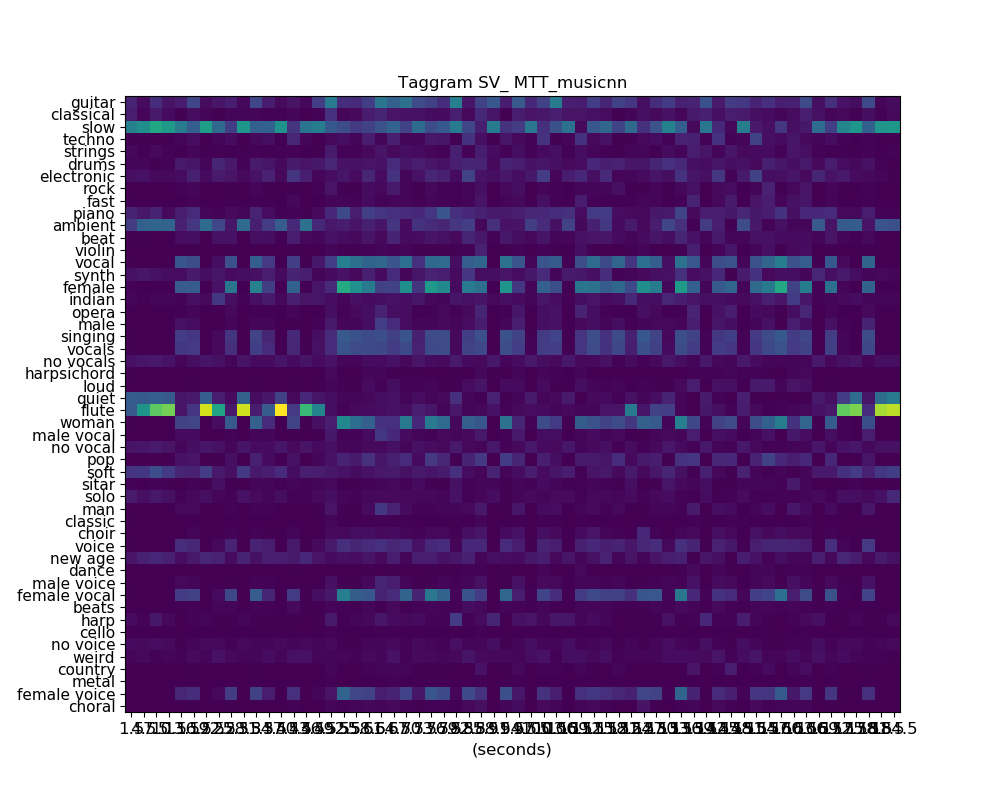 Taggram SV_ MTT_musicnn
guitar
classical
slow
techno
strings
drums
electronic
rock
fast
piano
ambient
beat
violin
vocal
synth
female
indian
opera
male
singing
vocals
no vocals
harpsichord
loud
quiet
flute
woman
male vocal
no vocal
pop
soft
sitar
solo
man
classic
choir
voice
new age
dance
male voice
female vocal
beats
harp
cello
no voice
weird
country
metal
female voice
choral
(seconds)